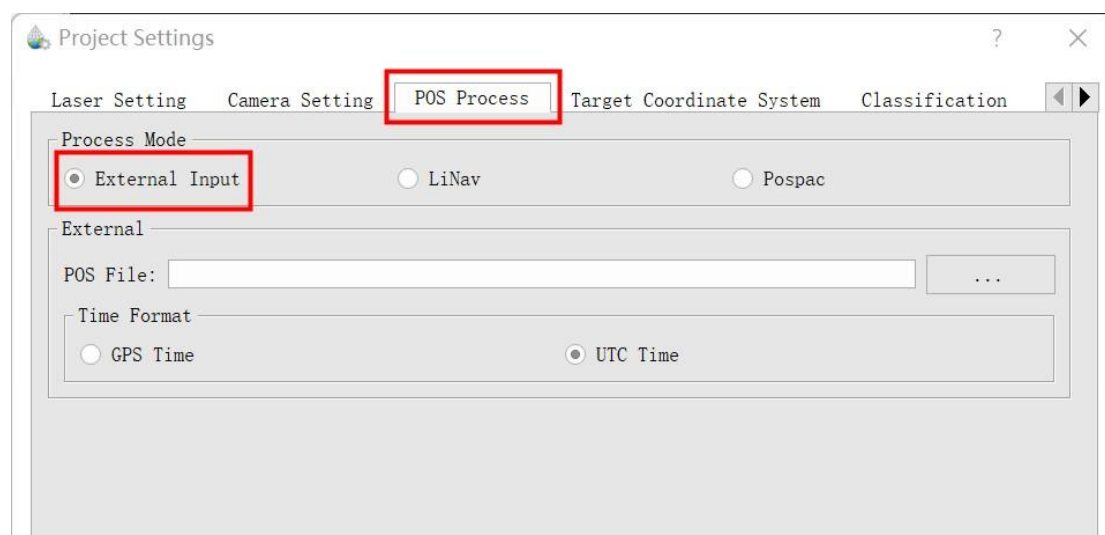 Project Settings ?
Laser Setting Camera Setting POS Process Target Coordinate System Classification
Process Mode
External Input LiNav Pospac
External
POS File: ...
Time Format
GPS Time UTC Time